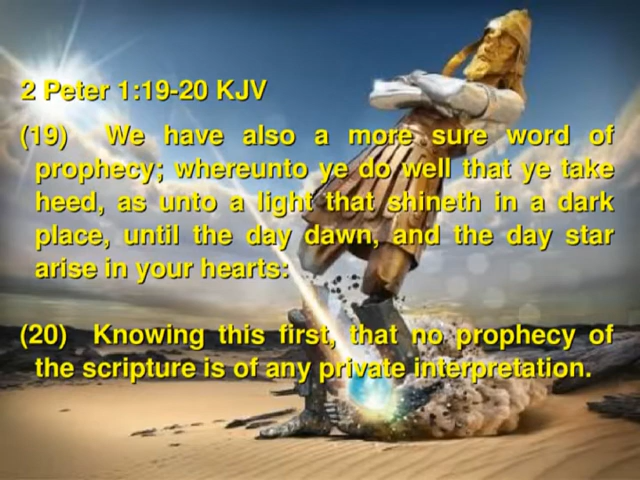 2 Peter 1:19-20 KJV
(19) We have also a more sure word of
prophecy; whereunto ye do well that ye take
heed, as unto a light that shineth in a dark
place, until the day dawn, and the day star
arise in your hearts:
(20) Knowing this first, that no prophecy of
the scripture is of any private interpretation.